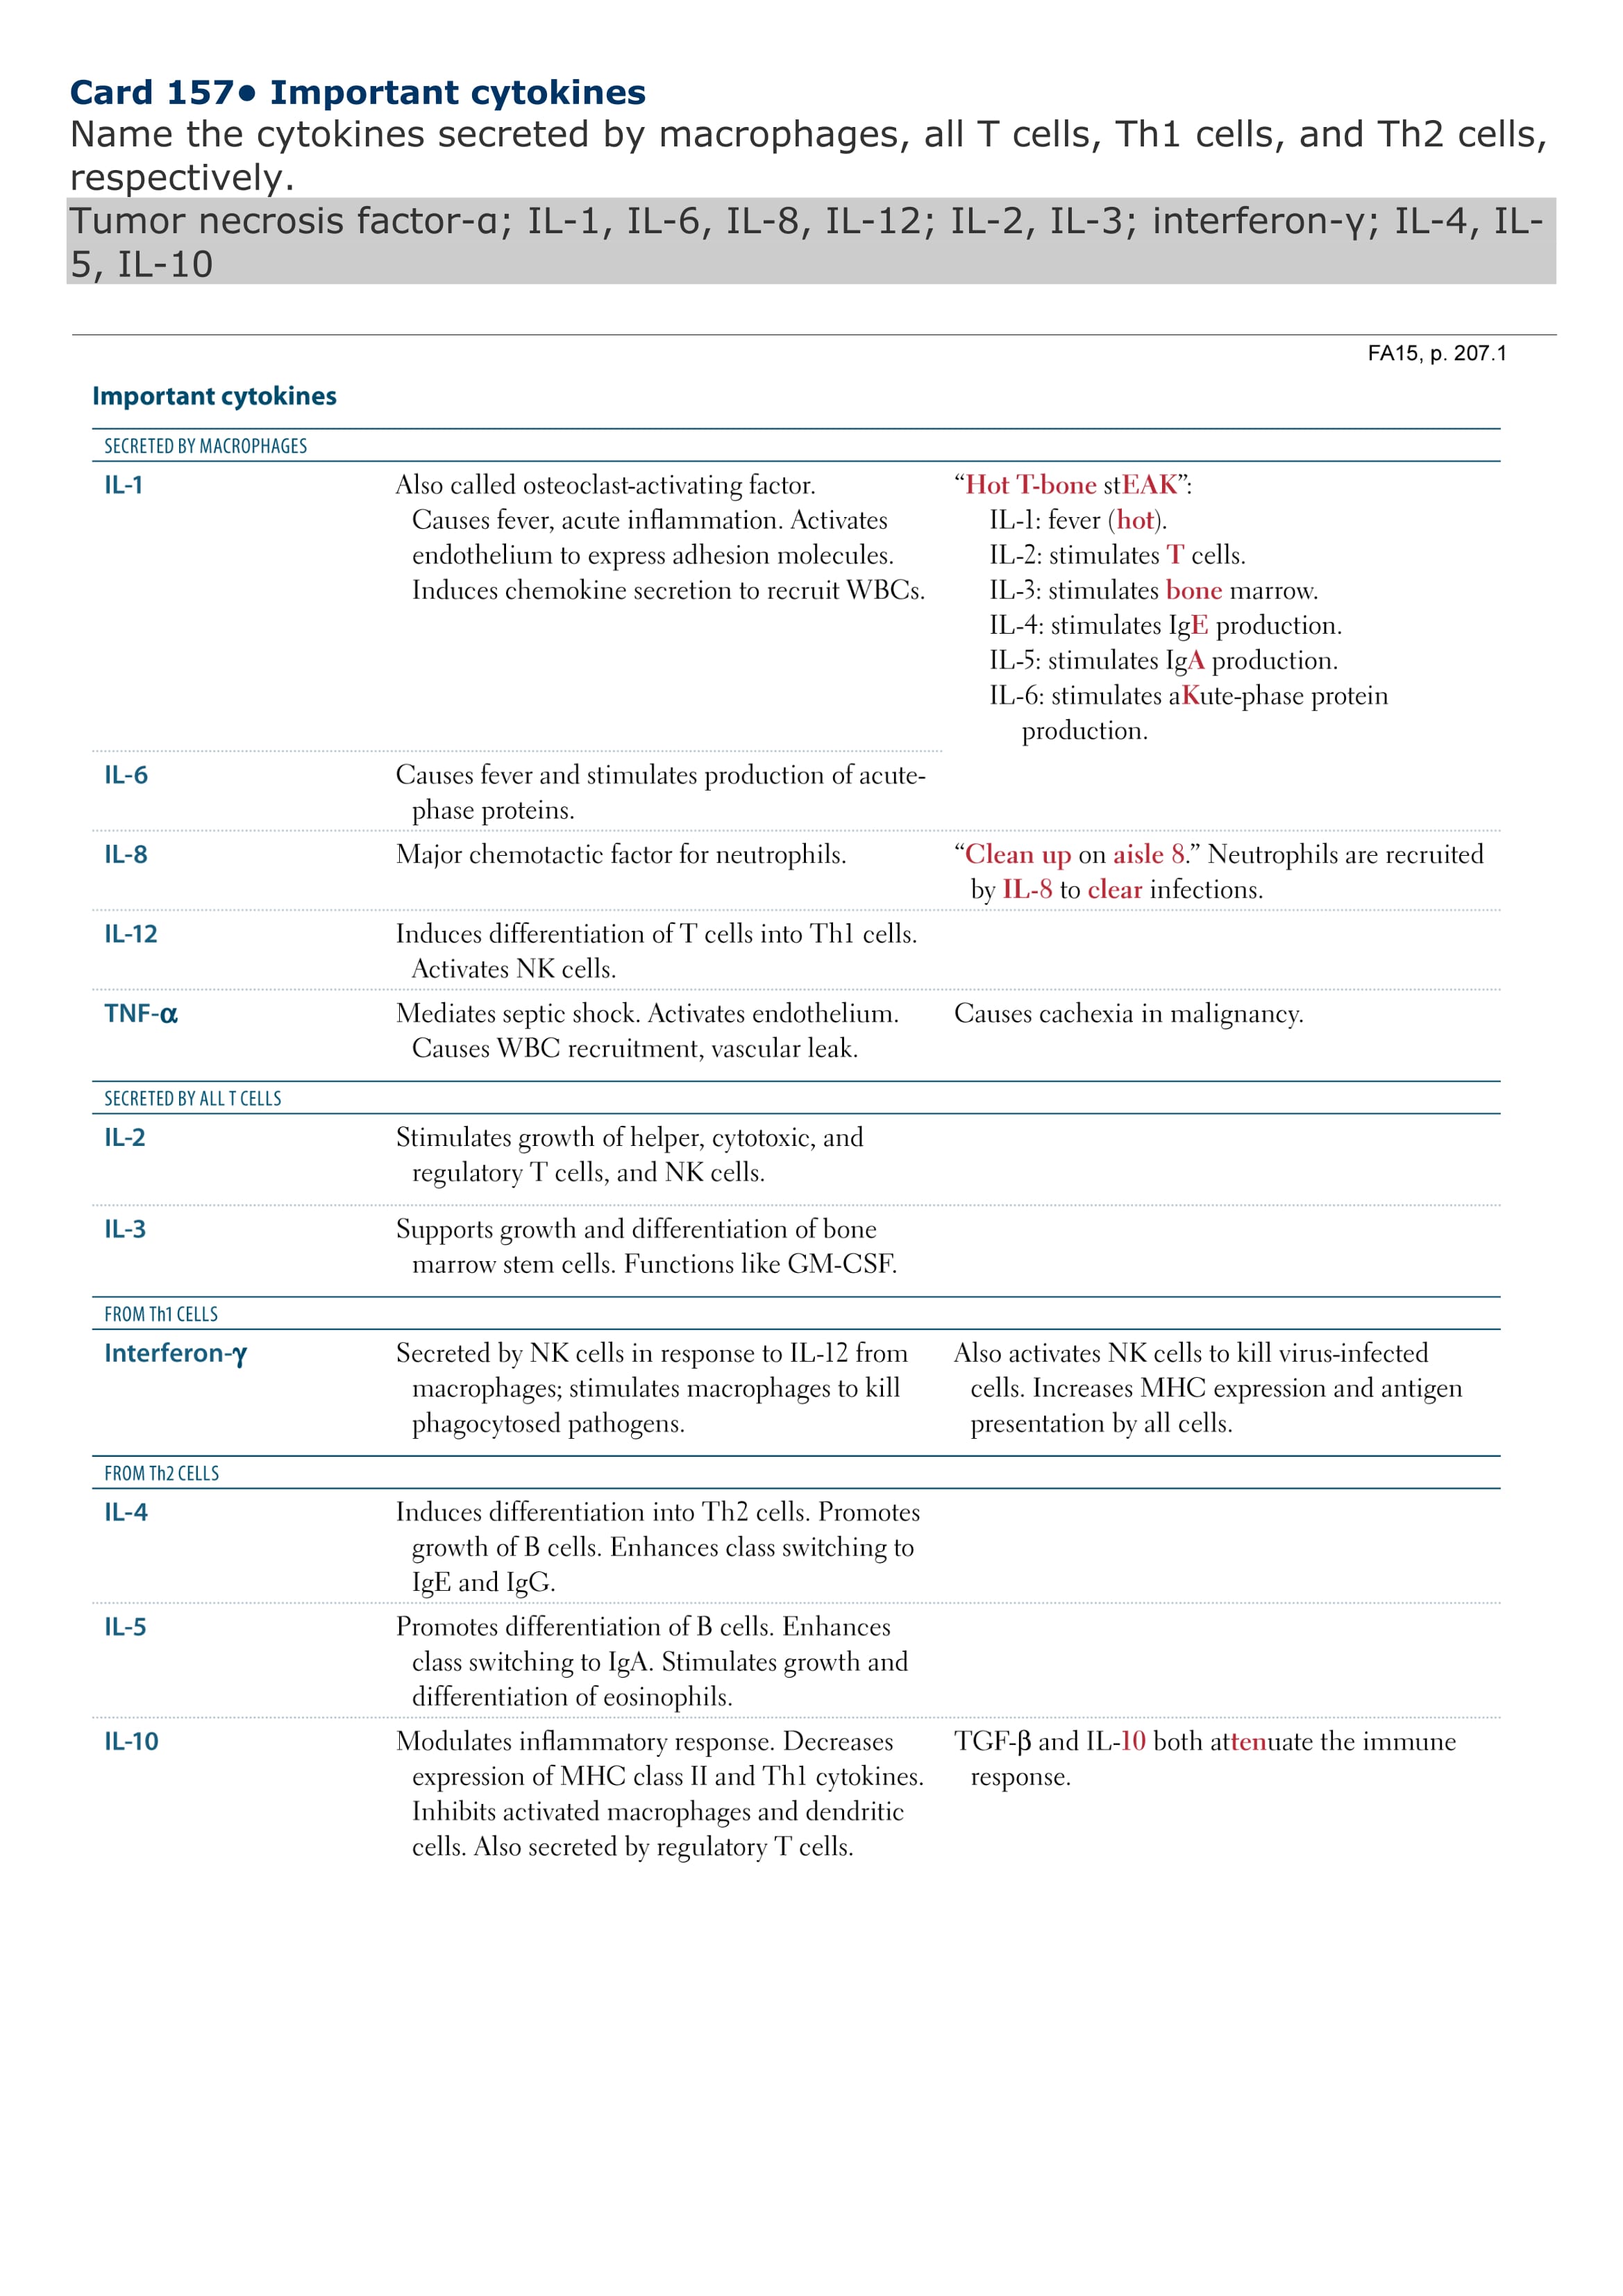 Card 157• Important cytokines
Name the cytokines secreted by macrophages, all T cells, Th1 cells, and Th2 cells,
respectively.
Tumor necrosis factor-α; IL-1, IL-6, IL-8, IL-12; IL-2, IL-3; interferon-γ; IL-4, IL-
5, IL-10
FA15, p. 207.1
Important cytokines
SECRETED BY MACROPHAGES
IL-1
Also called osteoclast-activating factor.
Causes fever, acute inflammation. Activates
endothelium to express adhesion molecules.
Induces chemokine secretion to recruit WBCs.
“Hot T-bone stEAK”:
IL-1: fever (hot).
IL-2: stimulates T cells.
IL-3: stimulates bone marrow.
IL-4: stimulates IgE production.
IL-5: stimulates IgA production.
IL-6: stimulates aKute-phase protein
production.
IL-6
Causes fever and stimulates production of acute-
phase proteins.
IL-8
Major chemotactic factor for neutrophils.
“Clean up on aisle 8.” Neutrophils are recruited
by IL-8 to clear infections.
IL-12
Induces differentiation of T cells into Th1 cells.
Activates NK cells.
TNF-α
Mediates septic shock. Activates endothelium.
Causes WBC recruitment, vascular leak.
Causes cachexia in malignancy.
SECRETED BY ALL T CELLS
IL-2
Stimulates growth of helper, cytotoxic, and
regulatory T cells, and NK cells.
IL-3
Supports growth and differentiation of bone
marrow stem cells. Functions like GM-CSF.
FROM Th1 CELLS
Interferon-γ
Secreted by NK cells in response to IL-12 from
macrophages; stimulates macrophages to kill
phagocytosed pathogens.
Also activates NK cells to kill virus-infected
cells. Increases MHC expression and antigen
presentation by all cells.
FROM Th2 CELLS
IL-4
Induces differentiation into Th2 cells. Promotes
growth of B cells. Enhances class switching to
IgE and IgG.
IL-5
Promotes differentiation of B cells. Enhances
class switching to IgA. Stimulates growth and
differentiation of eosinophils.
IL-10
Modulates inflammatory response. Decreases
expression of MHC class II and Th1 cytokines.
Inhibits activated macrophages and dendritic
cells. Also secreted by regulatory T cells.
TGF-β and IL-10 both attenuate the immune
response.